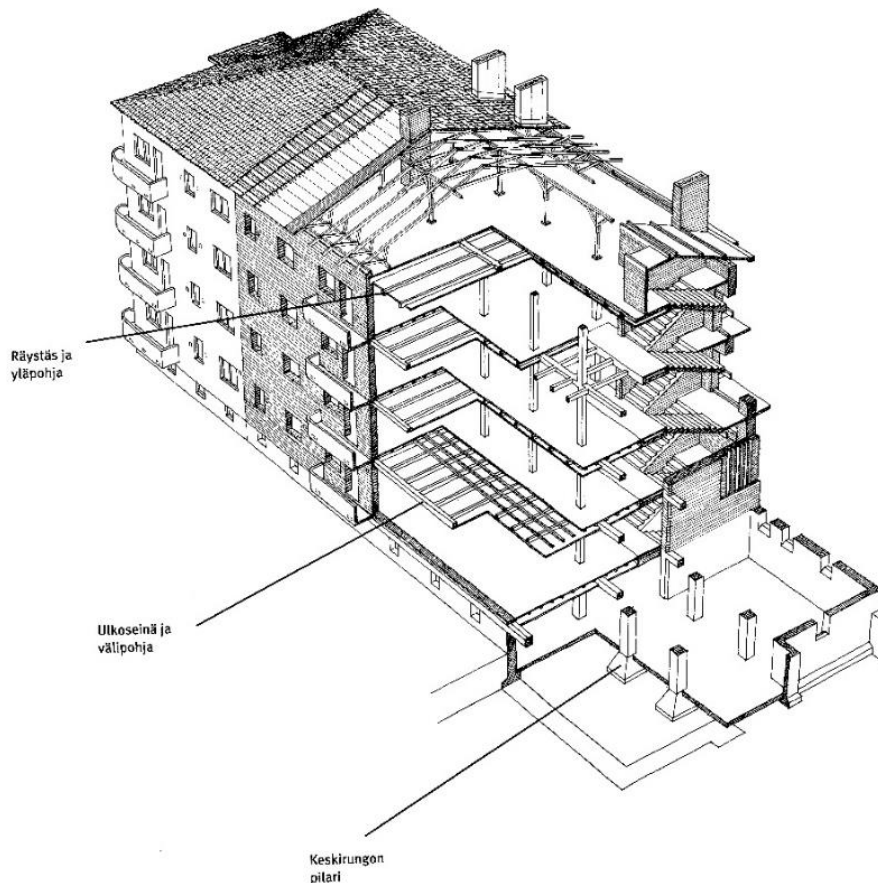 Räystäs ja
yläpohja
Ulkoseinä ja
välipohja
Keskirungon
pilari